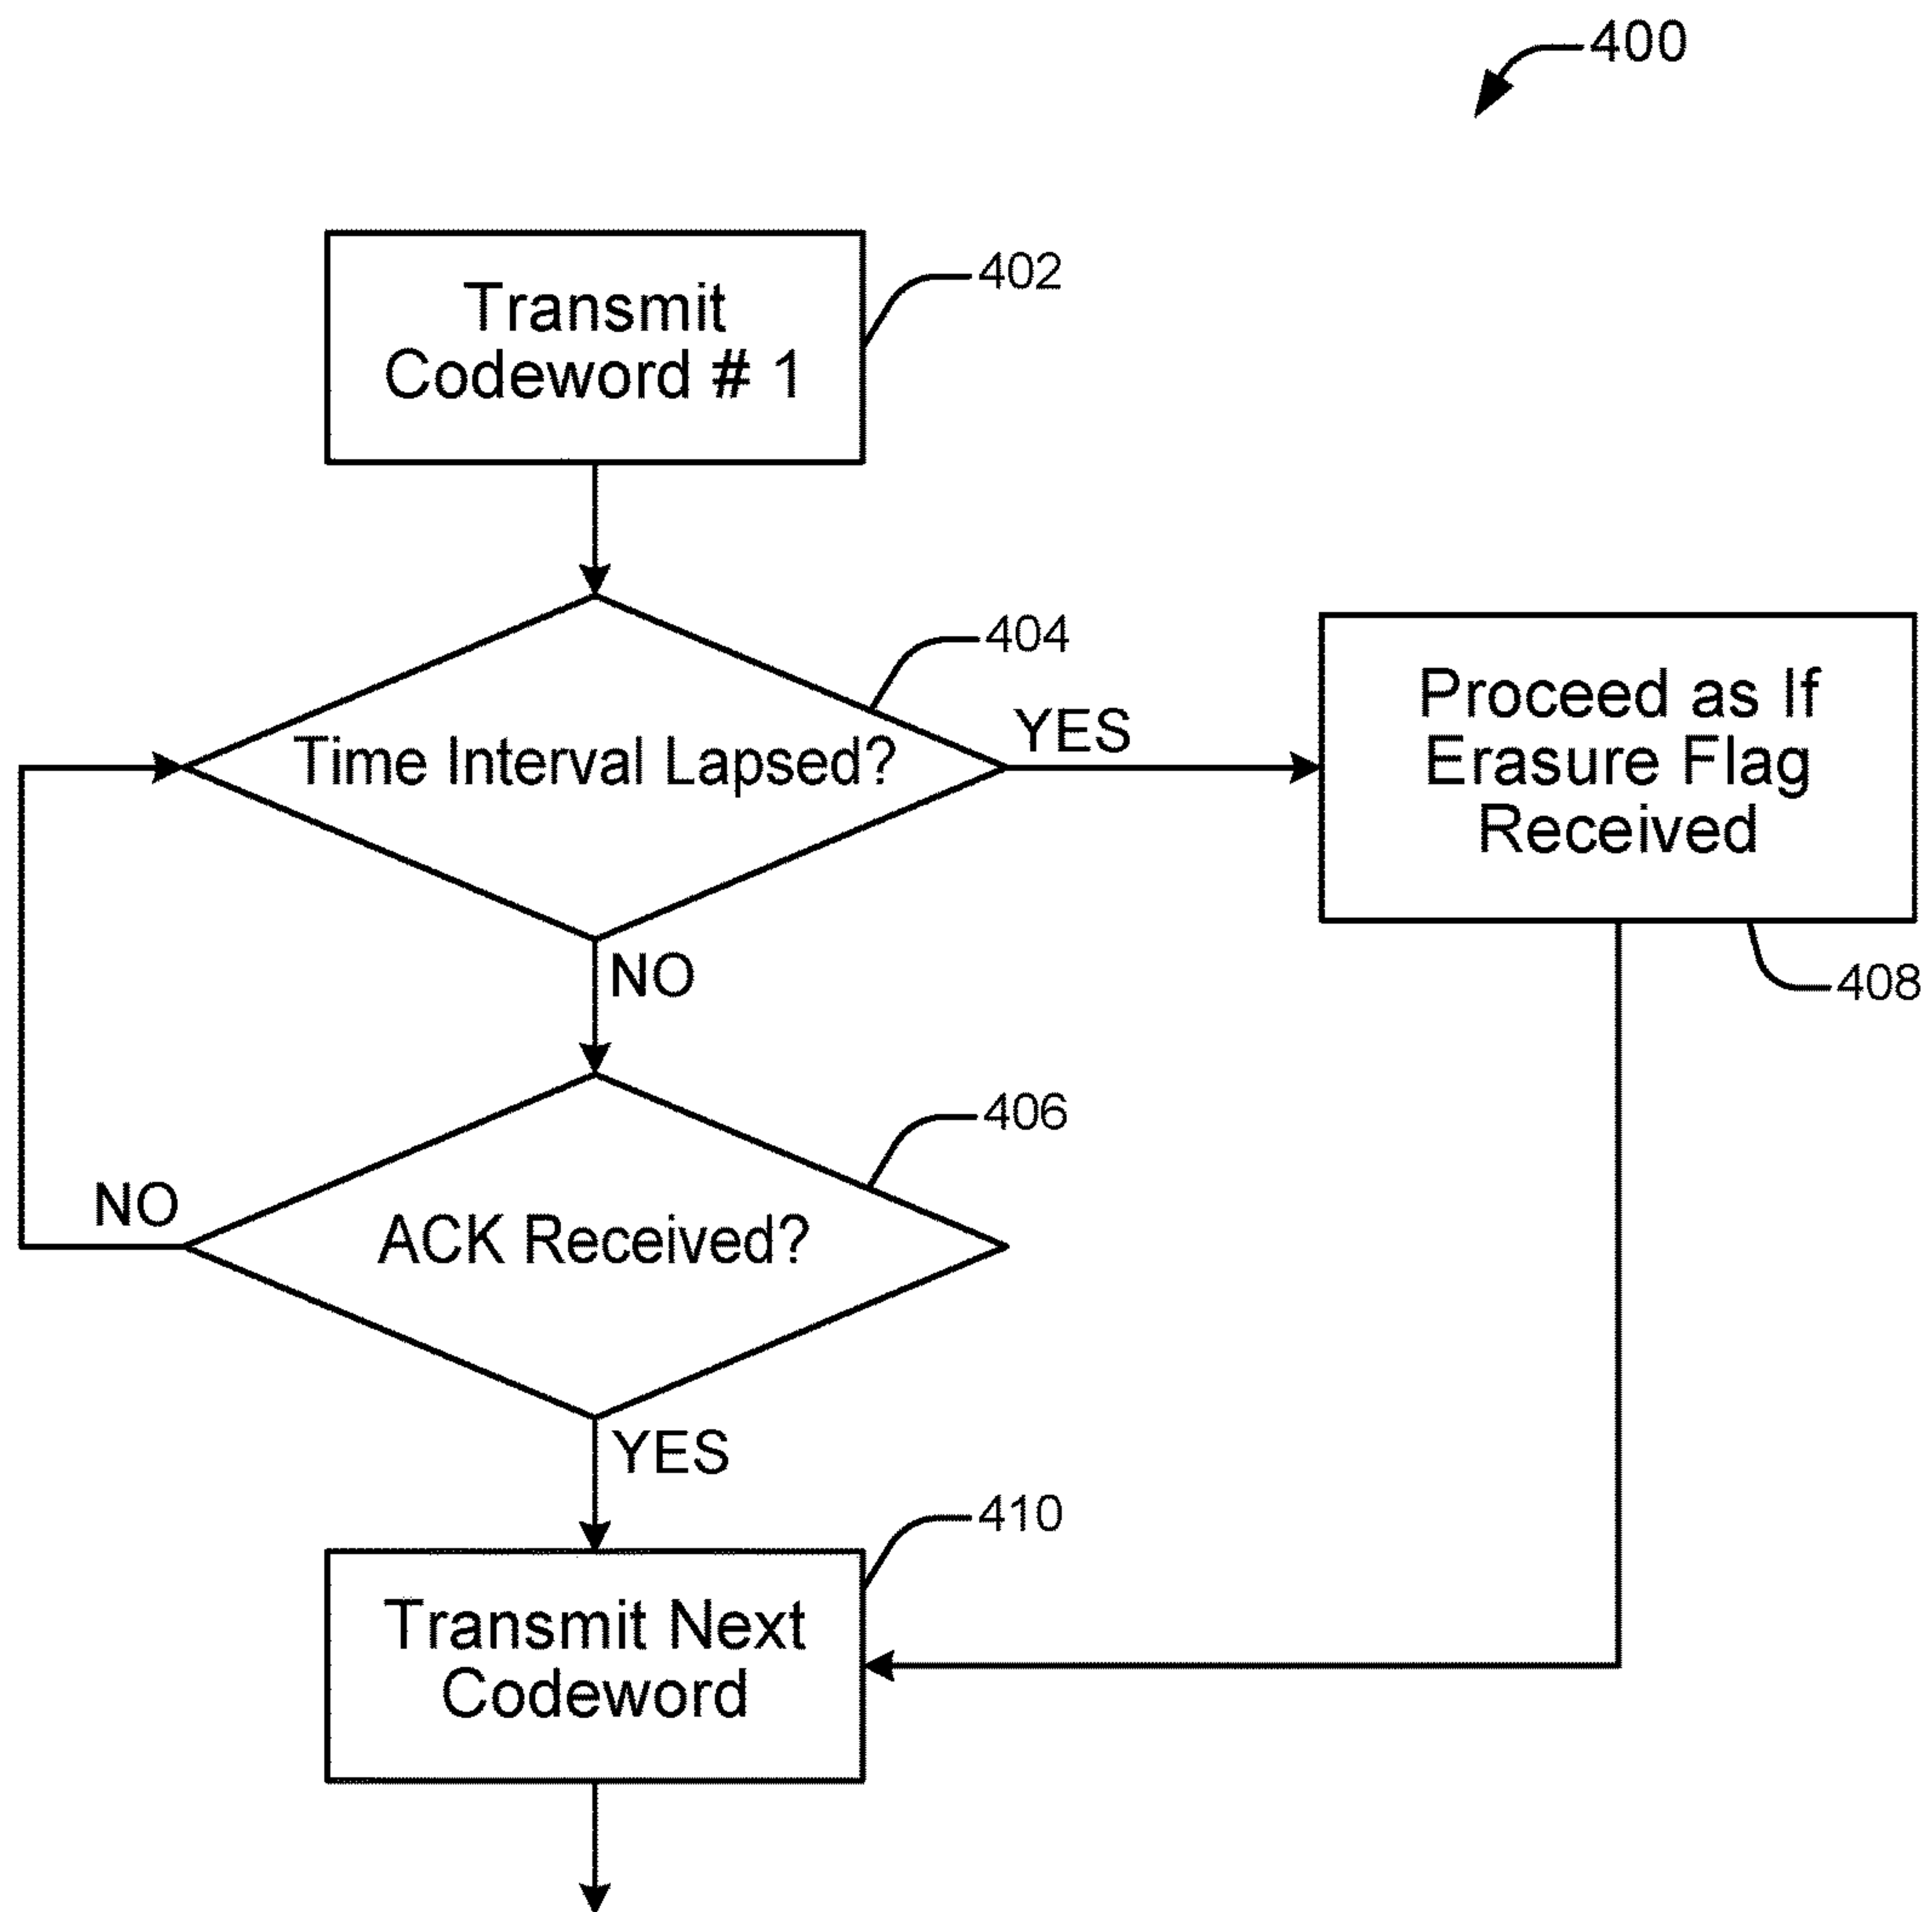 400
Transmit
Codeword # 1
402
Time Interval Lapsed?
404
YES
Proceed as If
Erasure Flag
Received
408
NO
ACK Received?
406
NO
YES
Transmit Next
Codeword
410